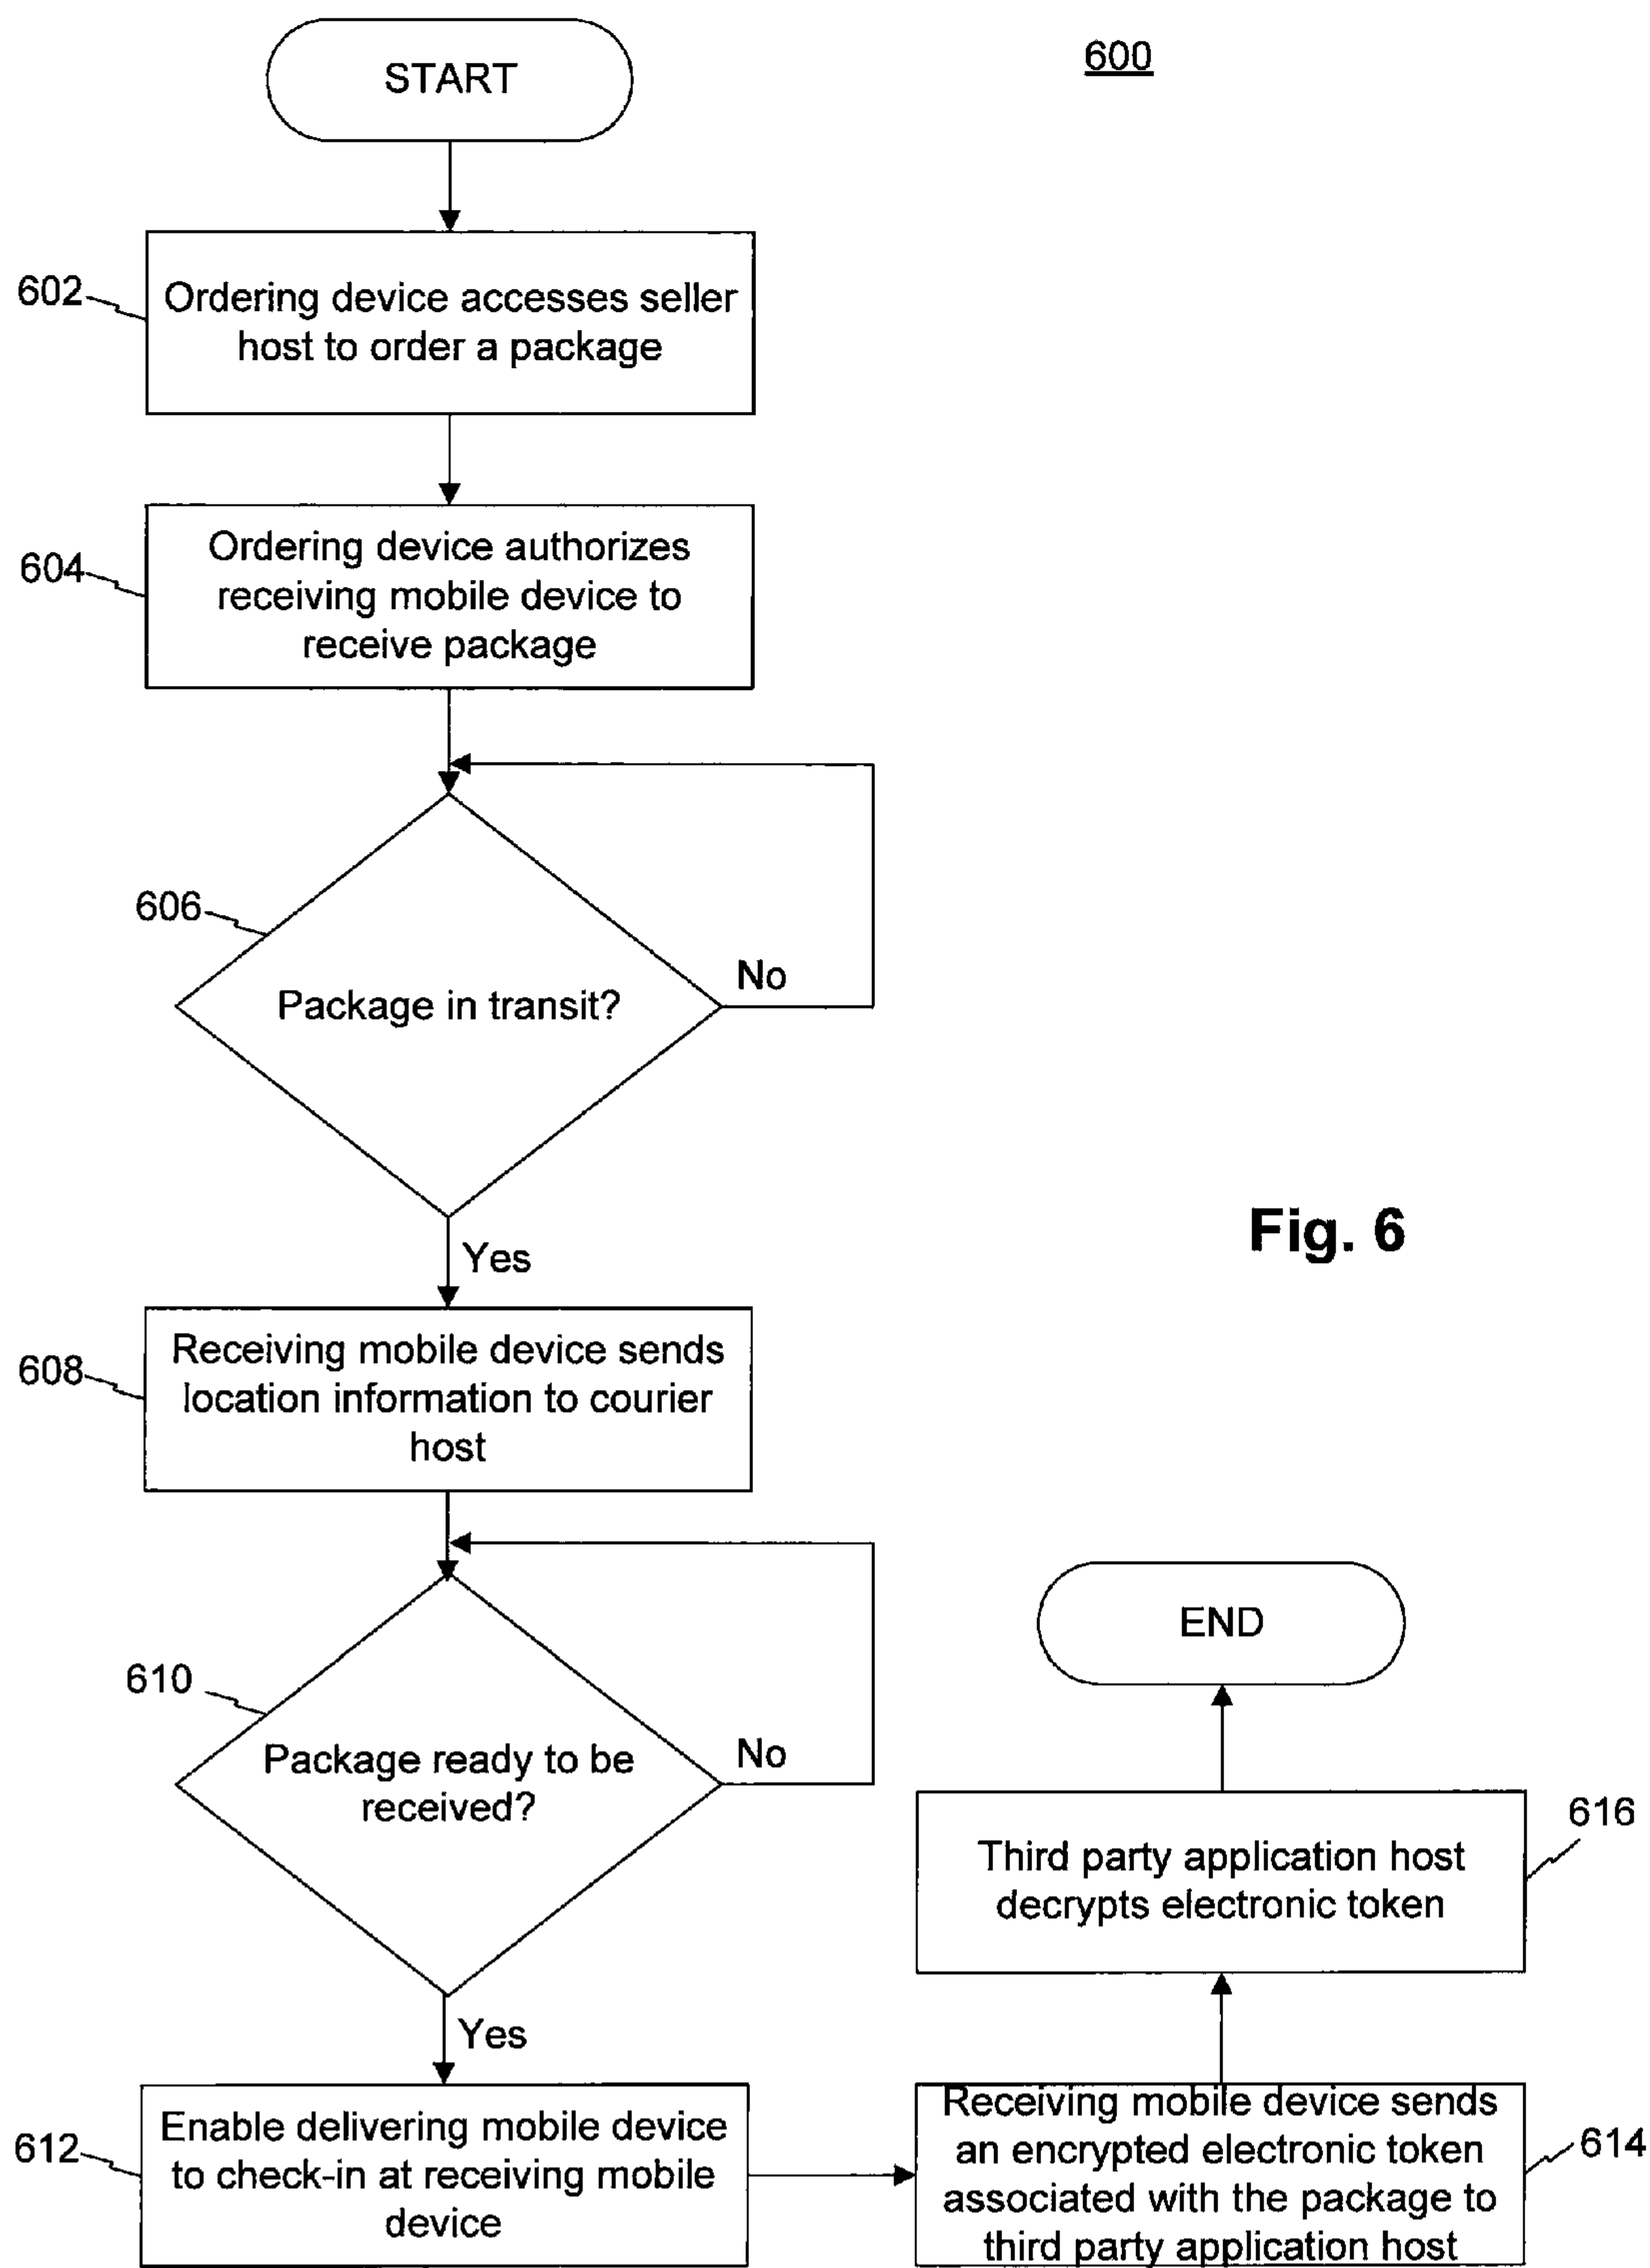 START
600
602
Ordering device accesses seller
host to order a package
604
Ordering device authorizes
receiving mobile device to
receive package
606
Package in transit?
No
Yes
Fig. 6
608
Receiving mobile device sends
location information to courier
host
610
Package ready to be
received?
No
Yes
612
Enable delivering mobile device
to check-in at receiving mobile
device
614
Receiving mobile device sends
an encrypted electronic token
associated with the package to
third party application host
616
Third party application host
decrypts electronic token
END